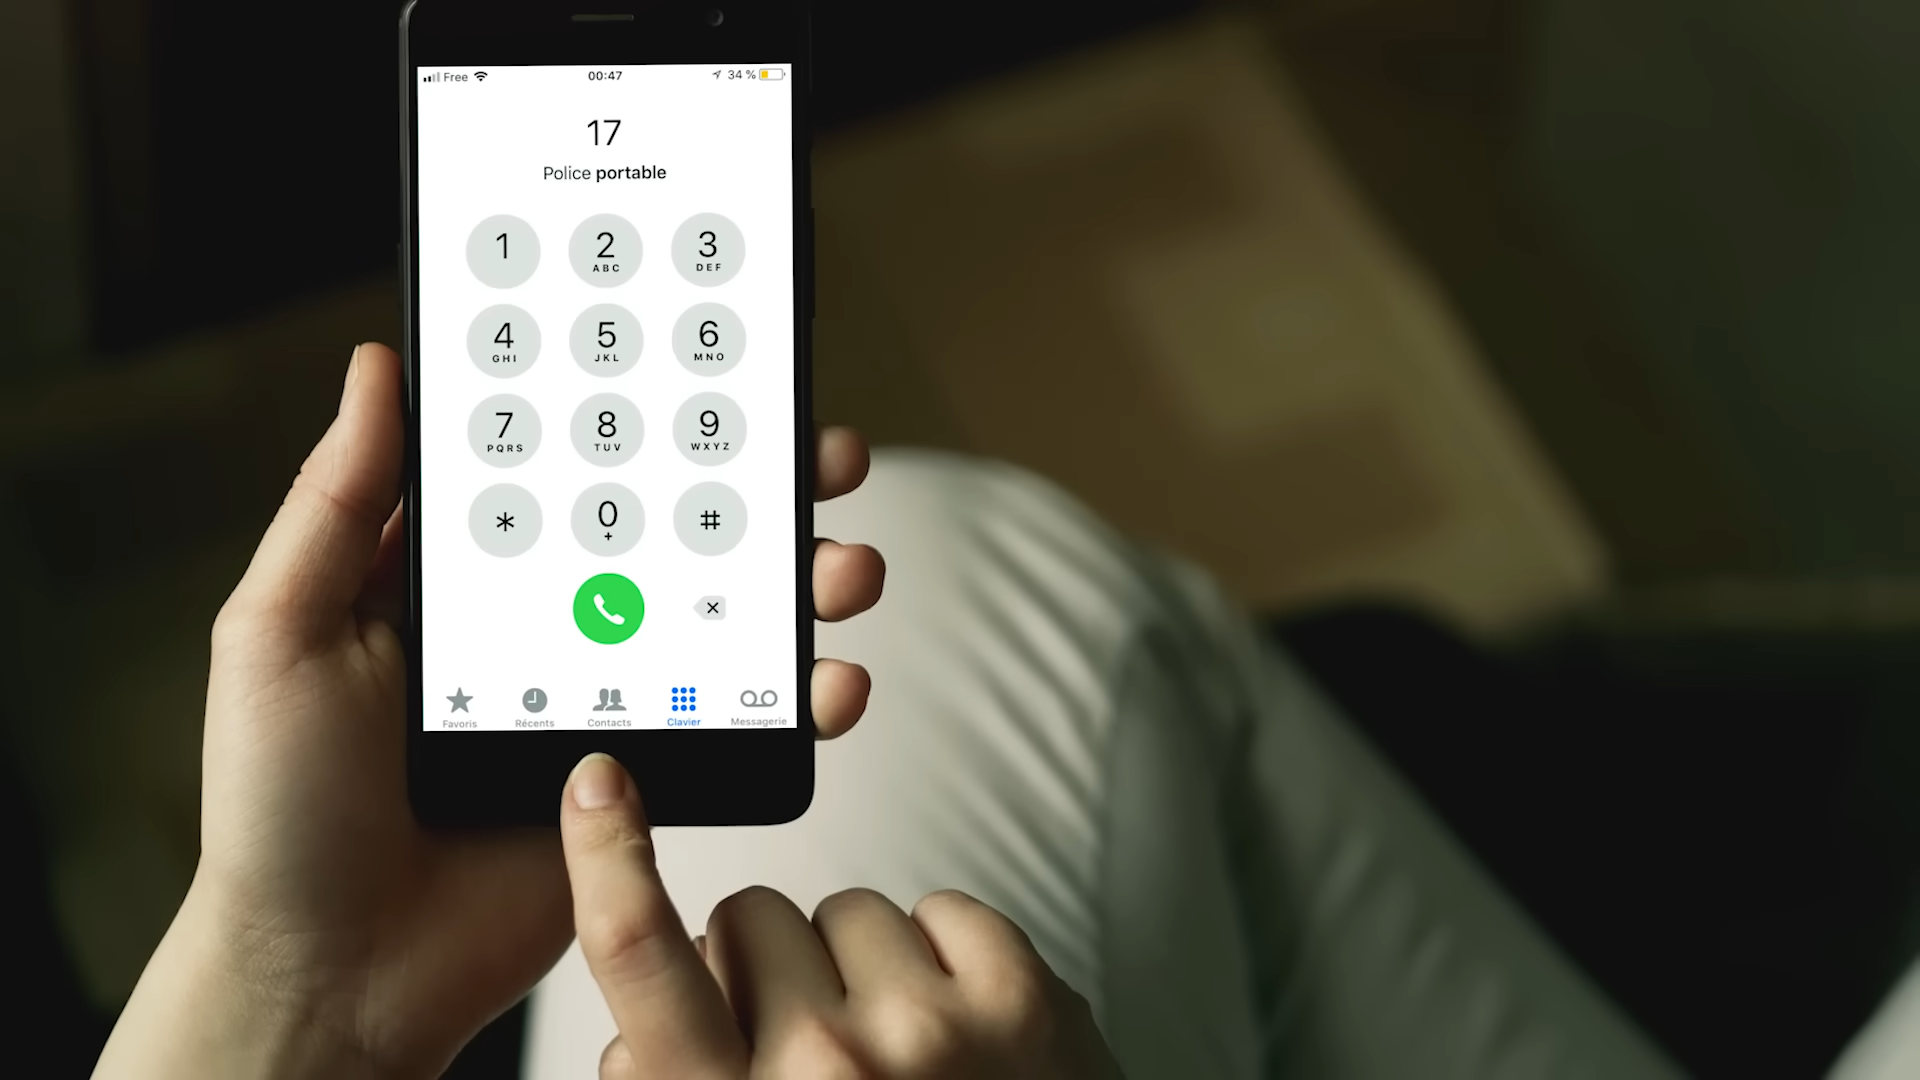 Free 00:47 34 %
17
Police portable
1 2 3
ABC DEF
4 5 6
GHI JKL MNO
7 8 9
PQRS TUV WXYZ
* 0 #
+
Favoris Récents Contacts Clavier Messagerie